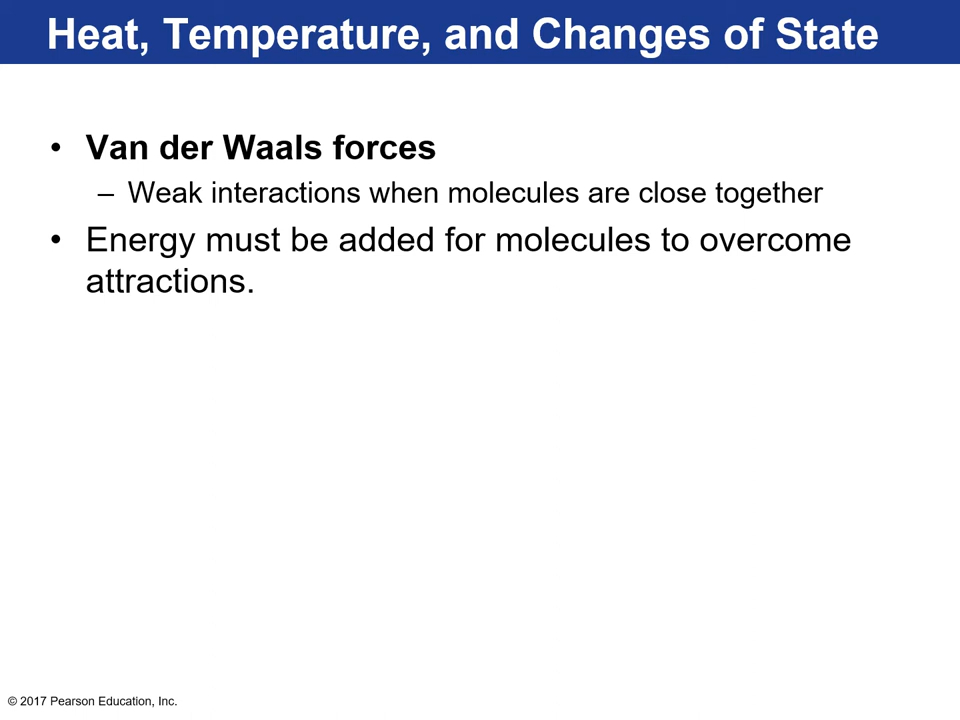 Heat, Temperature, and Changes of State
• Van der Waals forces
– Weak interactions when molecules are close together
• Energy must be added for molecules to overcome
attractions.
© 2017 Pearson Education, Inc.